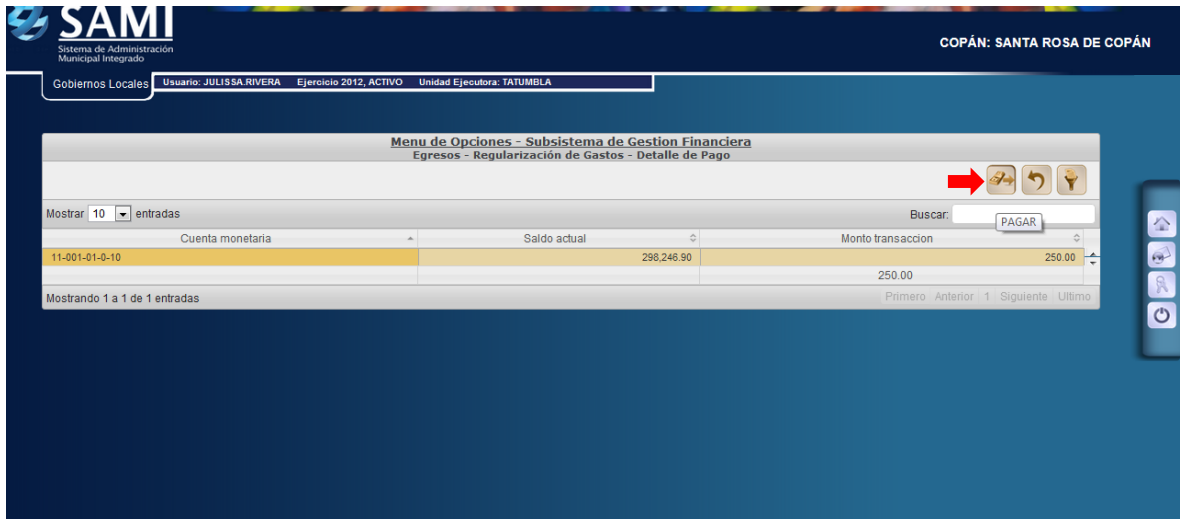 SAMI
Sistema de Administración
Municipal Integrado
COPÁN: SANTA ROSA DE COPÁN
Gobiernos Locales
Usuario: JULISSA.RIVERA Ejercicio 2012, ACTIVO Unidad Ejecutora: TATUMBLA
Menu de Opciones - Subsistema de Gestion Financiera
Egresos - Regularización de Gastos - Detalle de Pago
Mostrar 10 entradas
Buscar:
PAGAR
Cuenta monetaria Saldo actual Monto transaccion
11-001-01-0-10 298,246.90 250.00
250.00
Mostrando 1 a 1 de 1 entradas
Primero Anterior 1 Siguiente Ultimo